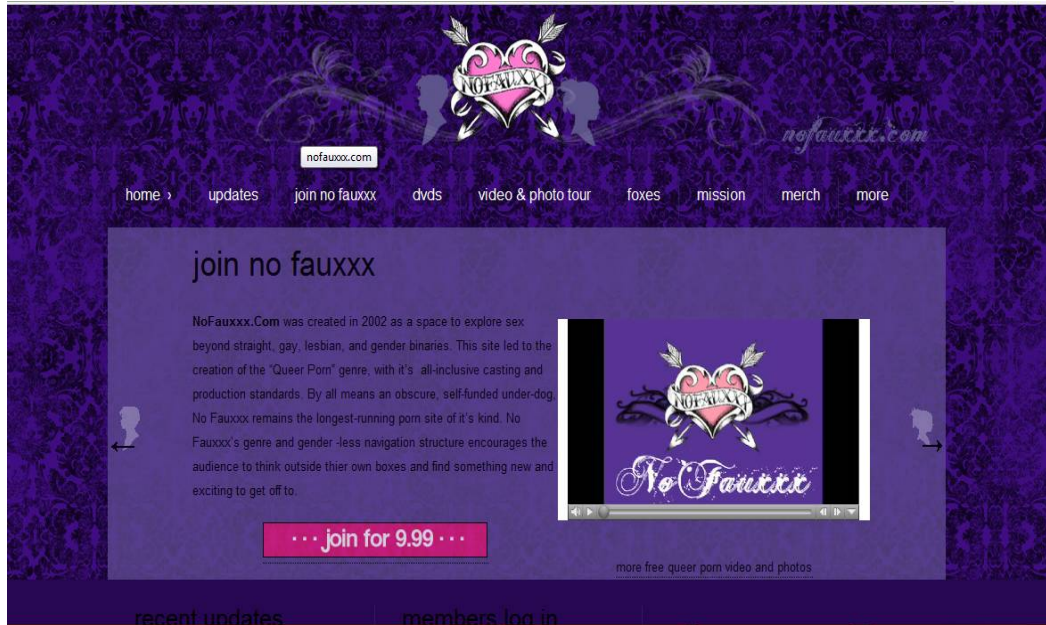 NOFAUXXX
nofauxxx.com
nofauxxx.com
home ›
updates
join no fauxxx
dvds
video & photo tour
foxes
mission
merch
more
join no fauxxx
NoFauxxx.Com was created in 2002 as a space to explore sex
beyond straight, gay, lesbian, and gender binaries. This site led to the
creation of the "Queer Porn" genre, with it's all-inclusive casting and
production standards. By all means an obscure, self-funded under-dog,
No Fauxxx remains the longest-running porn site of it's kind. No
Fauxxx's genre and gender -less navigation structure encourages the
audience to think outside thier own boxes and find something new and
exciting to get off to.
··· join for 9.99 ···
NOFAUXXX
NoFauxxx
more free queer porn video and photos
recent updates
members log in